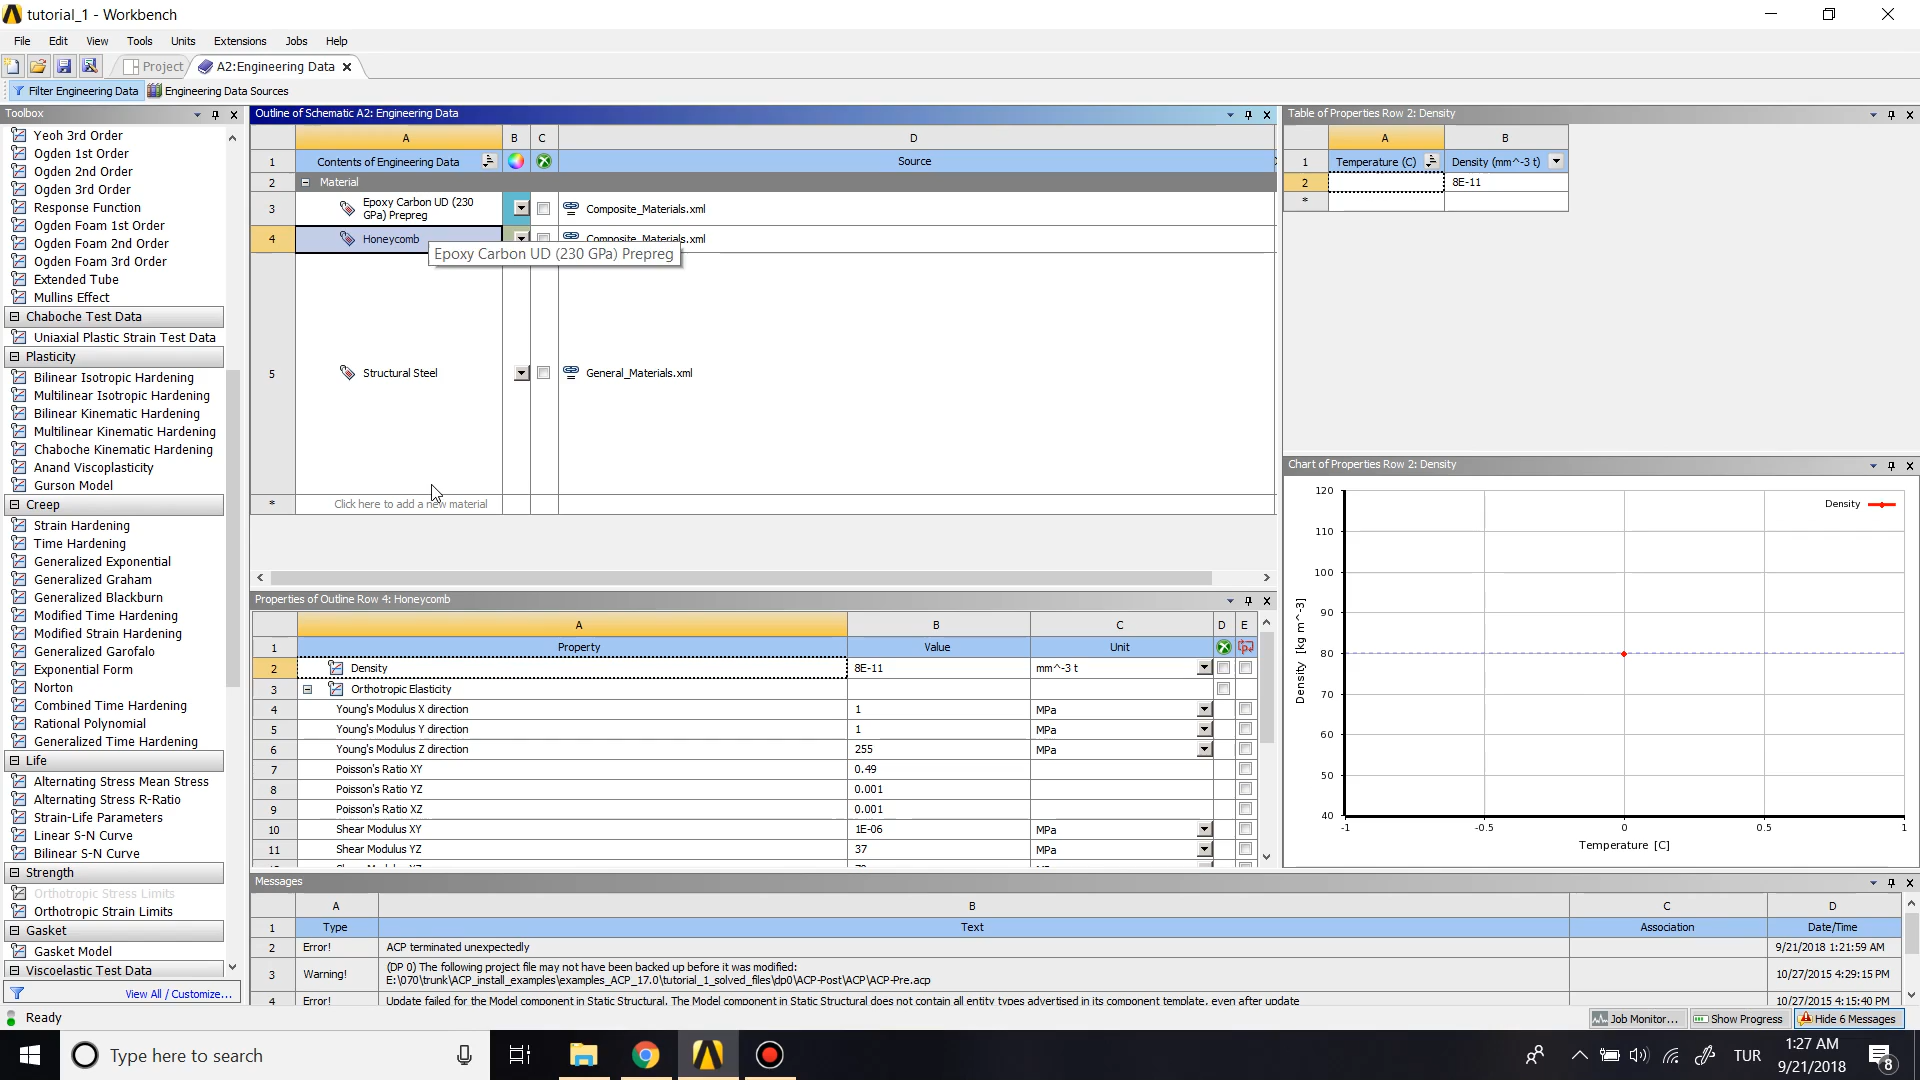 tutorial_1 - Workbench
File Edit View Tools Units Extensions Jobs Help
Project A2:Engineering Data
Filter Engineering Data Engineering Data Sources
Toolbox
Yeoh 3rd Order
Ogden 1st Order
Ogden 2nd Order
Ogden 3rd Order
Response Function
Ogden Foam 1st Order
Ogden Foam 2nd Order
Ogden Foam 3rd Order
Extended Tube
Mullins Effect
Chaboche Test Data
Uniaxial Plastic Strain Test Data
Plasticity
Bilinear Isotropic Hardening
Multilinear Isotropic Hardening
Bilinear Kinematic Hardening
Multilinear Kinematic Hardening
Chaboche Kinematic Hardening
Anand Viscoplasticity
Gurson Model
Creep
Strain Hardening
Time Hardening
Generalized Exponential
Generalized Graham
Generalized Blackburn
Modified Time Hardening
Modified Strain Hardening
Generalized Garofalo
Exponential Form
Norton
Combined Time Hardening
Rational Polynomial
Generalized Time Hardening
Life
Alternating Stress Mean Stress
Alternating Stress R-Ratio
Strain-Life Parameters
Linear S-N Curve
Bilinear S-N Curve
Strength
Orthotropic Stress Limits
Orthotropic Strain Limits
Gasket
Gasket Model
Viscoelastic Test Data
View All / Customize...
Outline of Schematic A2: Engineering Data
A B C D
1 Contents of Engineering Data Source
2 Material
3 Epoxy Carbon UD (230
GPa) Prepreg Composite_Materials.xml
4 Honeycomb Composite_Materials.xml
Epoxy Carbon UD (230 GPa) Prepreg
5 Structural Steel General_Materials.xml
* Click here to add a new material
Properties of Outline Row 4: Honeycomb
A B C D E
1 Property Value Unit
2 Density 8E-11 mm^-3 t
3 Orthotropic Elasticity
4 Young's Modulus X direction 1 MPa
5 Young's Modulus Y direction 1 MPa
6 Young's Modulus Z direction 255 MPa
7 Poisson's Ratio XY 0.49
8 Poisson's Ratio YZ 0.001
9 Poisson's Ratio XZ 0.001
10 Shear Modulus XY 1E-06 MPa
11 Shear Modulus YZ 37 MPa
Table of Properties Row 2: Density
A B
1 Temperature (C) Density (mm^-3 t)
2 8E-11
*
Chart of Properties Row 2: Density
Density
120
110
100
90
80
70
60
50
40
Density [kg m^-3]
-1 -0.5 0 0.5 1
Temperature [C]
Messages
A B C D
1 Type Text Association Date/Time
2 Error! ACP terminated unexpectedly 9/21/2018 1:21:59 AM
3 Warning! (DP 0) The following project file may not have been backed up before it was modified:
E:\070\trunk\ACP_install_examples\examples_ACP_17.0\tutorial_1_solved_files\dp0\ACP-Post\ACP\ACP-Pre.acp 10/27/2015 4:29:15 PM
4 Error! Update failed for the Model component in Static Structural. The Model component in Static Structural does not contain all entity types advertised in its component template, even after update 10/27/2015 4:15:40 PM
Ready Job Monitor... Show Progress Hide 6 Messages
Type here to search TUR 1:27 AM
9/21/2018 8